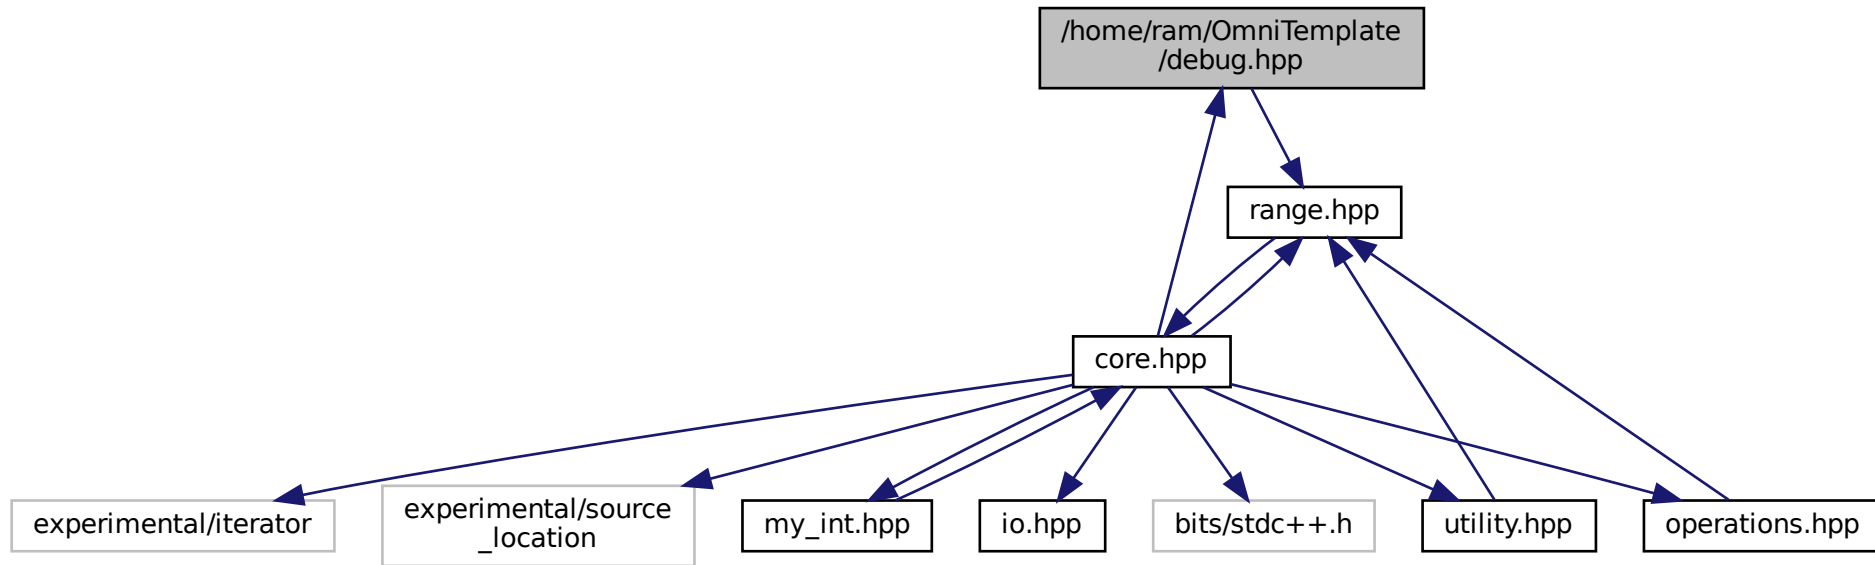 /home/ram/OmniTemplate
/debug.hpp
range.hpp
core.hpp
experimental/iterator
experimental/source
_location
my_int.hpp
io.hpp
bits/stdc++.h
utility.hpp
operations.hpp